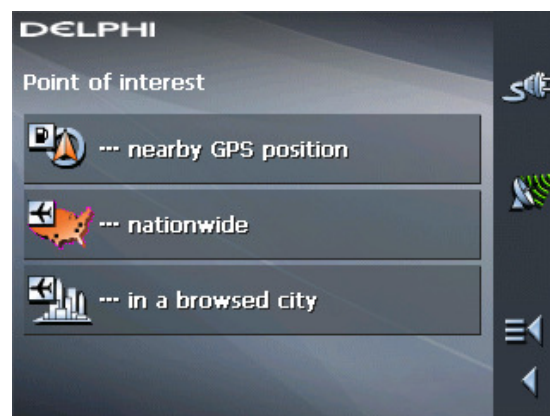 DELPHI
Point of interest
··· nearby GPS position
··· nationwide
··· in a browsed city